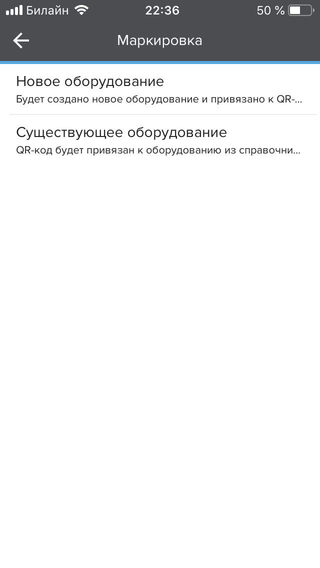 Билайн 22:36 50 %
Маркировка
Новое оборудование
Будет создано новое оборудование и привязано к QR-...
Существующее оборудование
QR-код будет привязан к оборудованию из справочни...